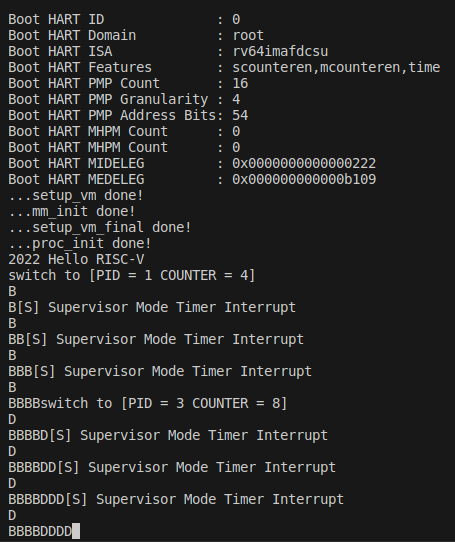 Boot HART ID              : 0
Boot HART Domain          : root
Boot HART ISA             : rv64imafdcsu
Boot HART Features        : scounteren,mcounteren,time
Boot HART PMP Count       : 16
Boot HART PMP Granularity : 4
Boot HART PMP Address Bits: 54
Boot HART MHPM Count      : 0
Boot HART MHPM Count      : 0
Boot HART MIDELEG         : 0x0000000000000222
Boot HART MEDELEG         : 0x000000000000b109
...setup_vm done!
...mm_init done!
...setup_vm_final done!
...proc_init done!
2022 Hello RISC-V
switch to [PID = 1 COUNTER = 4]
B
B[S] Supervisor Mode Timer Interrupt
B
BB[S] Supervisor Mode Timer Interrupt
B
BBB[S] Supervisor Mode Timer Interrupt
B
BBBBswitch to [PID = 3 COUNTER = 8]
D
BBBBD[S] Supervisor Mode Timer Interrupt
D
BBBBDD[S] Supervisor Mode Timer Interrupt
D
BBBBDDD[S] Supervisor Mode Timer Interrupt
D
BBBBDDDD